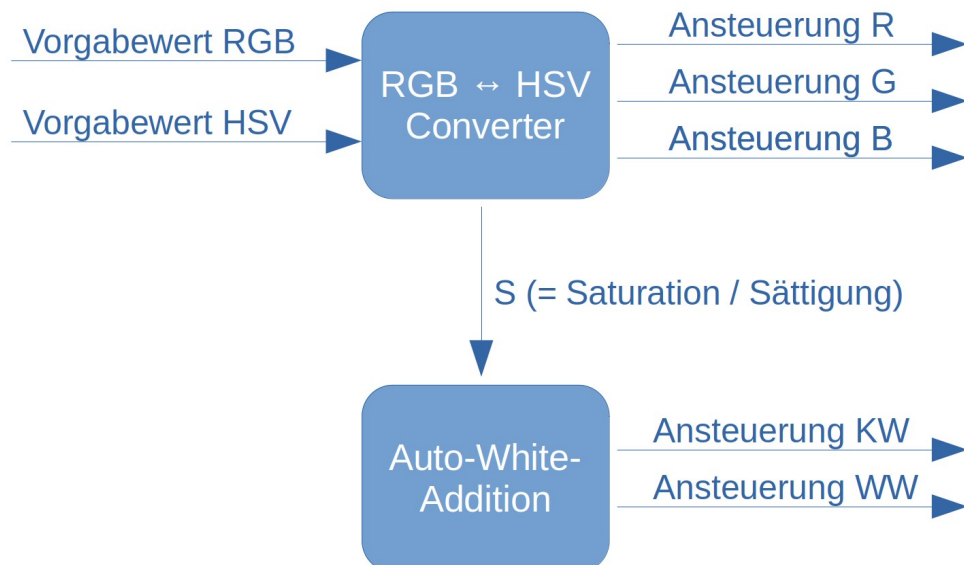 Vorgabewert RGB
Vorgabewert HSV
RGB ↔ HSV
Converter
Ansteuerung R
Ansteuerung G
Ansteuerung B
S (= Saturation / Sättigung)
Auto-White-
Addition
Ansteuerung KW
Ansteuerung WW